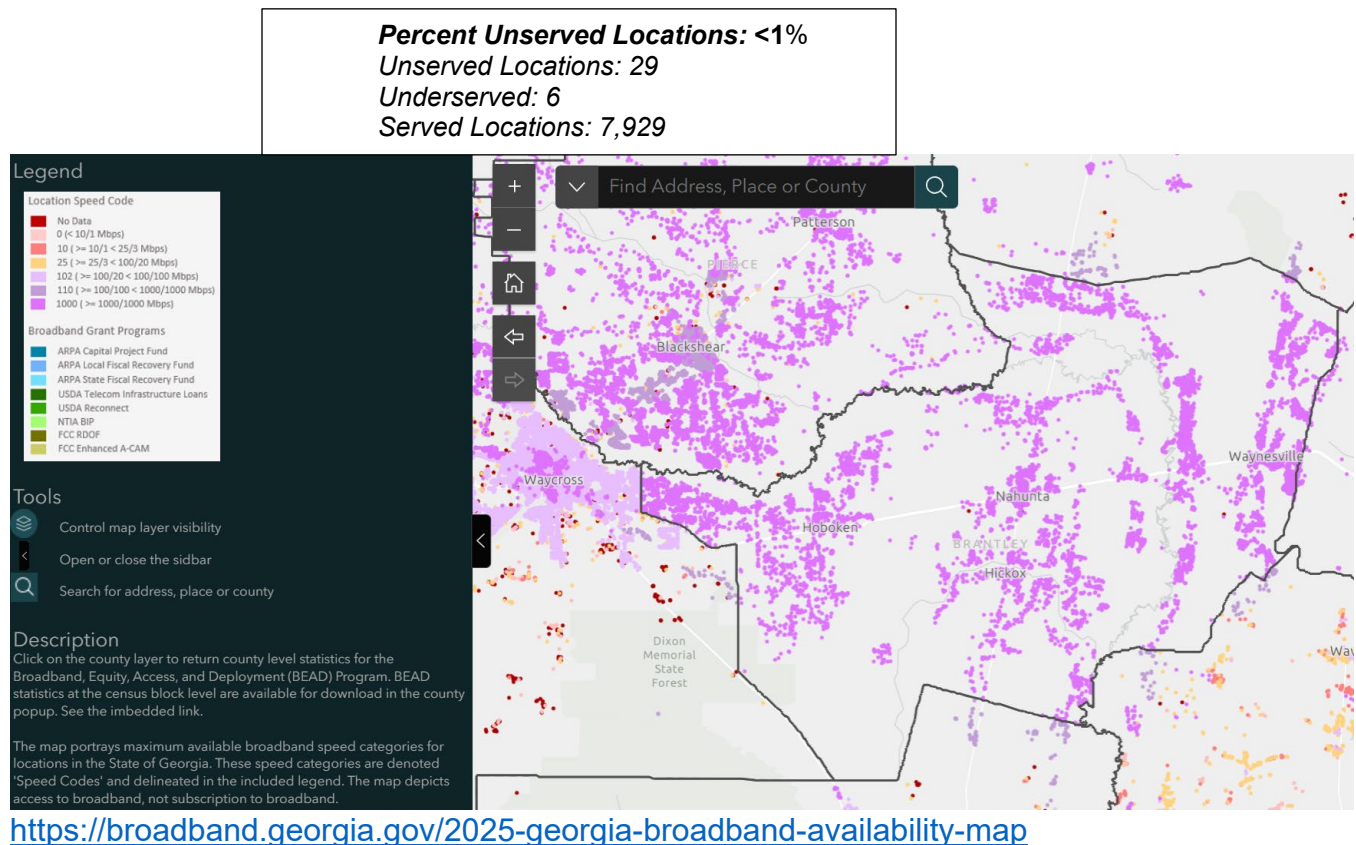 Percent Unserved Locations: <1%
Unserved Locations: 29
Underserved: 6
Served Locations: 7,929
Legend
Location Speed Code
No Data
0 (< 10/1 Mbps)
10 ( >= 10/1 < 25/3 Mbps)
25 ( >= 25/3 < 100/20 Mbps)
102 ( >= 100/20 < 100/100 Mbps)
110 ( >= 100/100 < 1000/1000 Mbps)
1000 ( >= 1000/1000 Mbps)
Broadband Grant Programs
ARPA Capital Project Fund
ARPA Local Fiscal Recovery Fund
ARPA State Fiscal Recovery Fund
USDA Telecom Infrastructure Loans
USDA Reconnect
NTIA BIP
FCC RDOF
FCC Enhanced A-CAM
Tools
Control map layer visibility
Open or close the sidbar
Search for address, place or county
Description
Click on the county layer to return county level statistics for the
Broadband, Equity, Access, and Deployment (BEAD) Program. BEAD
statistics at the census block level are available for download in the county
popup. See the imbedded link.
The map portrays maximum available broadband speed categories for
locations in the State of Georgia. These speed categories are denoted
'Speed Codes' and delineated in the included legend. The map depicts
access to broadband, not subscription to broadband.
Find Address, Place or County
Patterson
PIERCE
Blackshear
Waycross
Waynesville
Nahunta
Hoboken
BRANTLEY
Hickox
Dixon
Memorial
State
Forest
Wav
https://broadband.georgia.gov/2025-georgia-broadband-availability-map